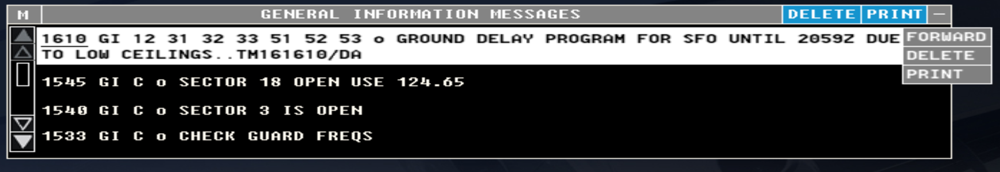 M GENERAL INFORMATION MESSAGES DELETE PRINT —
1610 GI 12 31 32 33 51 52 53 o GROUND DELAY PROGRAM FOR SFO UNTIL 2059Z DUE
TO LOW CEILINGS..TM161610/DA
FORWARD
DELETE
PRINT
1545 GI C o SECTOR 18 OPEN USE 124.65
1540 GI C o SECTOR 3 IS OPEN
1533 GI C o CHECK GUARD FREQS